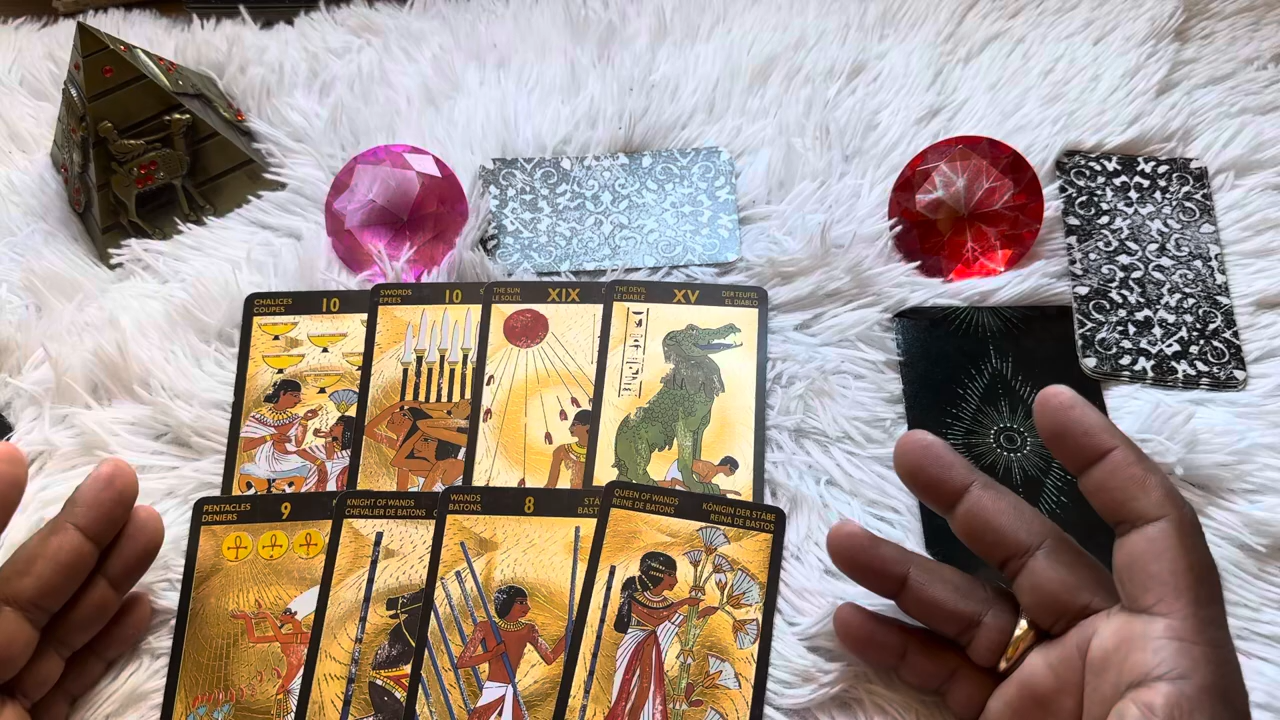 CHALICES 10
COUPES
SWORDS 10 S
EPEES
THE SUN XIX
LE SOLEIL
THE DEVIL XV DER TEUFEL
LE DIABLE EL DIABLO
PENTACLES 9
DENIERS
KNIGHT OF WANDS
CHEVALIER DE BATONS
WANDS 8 STÄ
BATONS BAST
QUEEN OF WANDS KÖNIGIN DER STÄBE
REINE DE BATONS REINA DE BASTOS